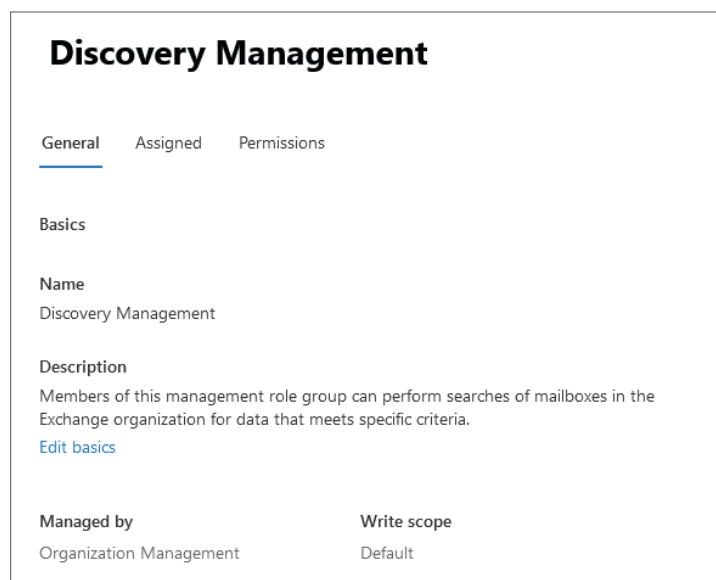 Discovery Management
General Assigned Permissions
Basics
Name
Discovery Management
Description
Members of this management role group can perform searches of mailboxes in the
Exchange organization for data that meets specific criteria.
Edit basics
Managed by Write scope
Organization Management Default